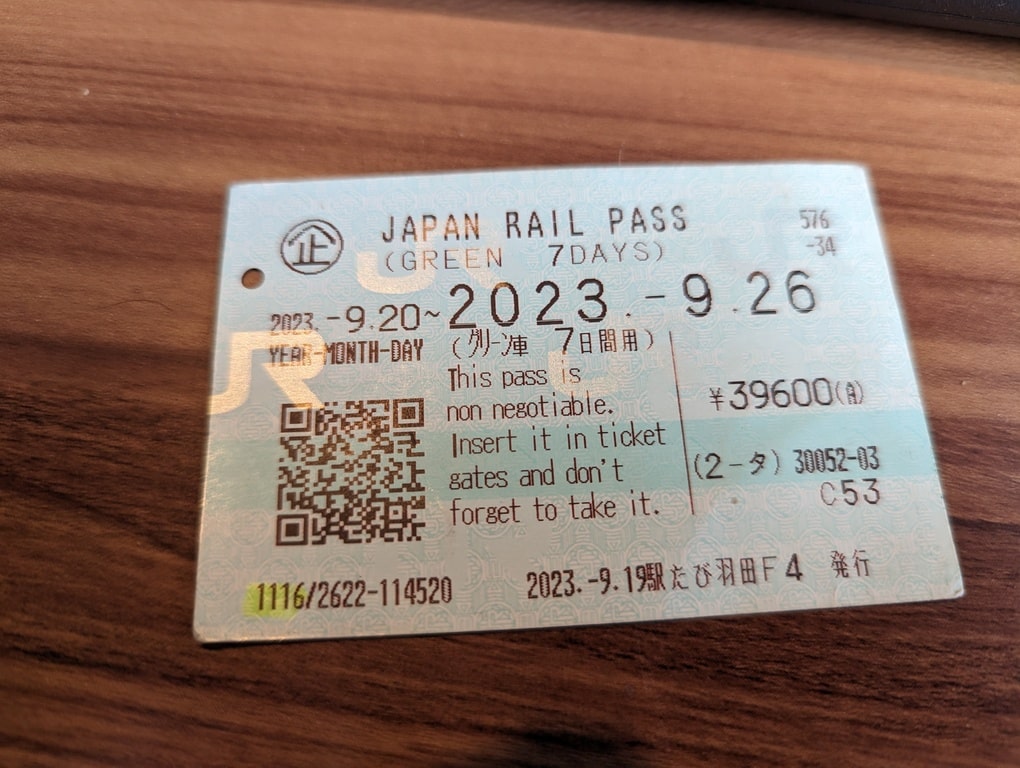 企 JAPAN RAIL PASS 576
(GREEN 7DAYS) -34
2023.-9.20~2023.-9.26
YEAR-MONTH-DAY (グリーン車 7日間用)
This pass is
non negotiable. ¥39600
Insert it in ticket
gates and don't (2-タ) 30052-03
forget to take it. C53
1116/2622-114520 2023.-9.19駅たび羽田F4 発行
JR